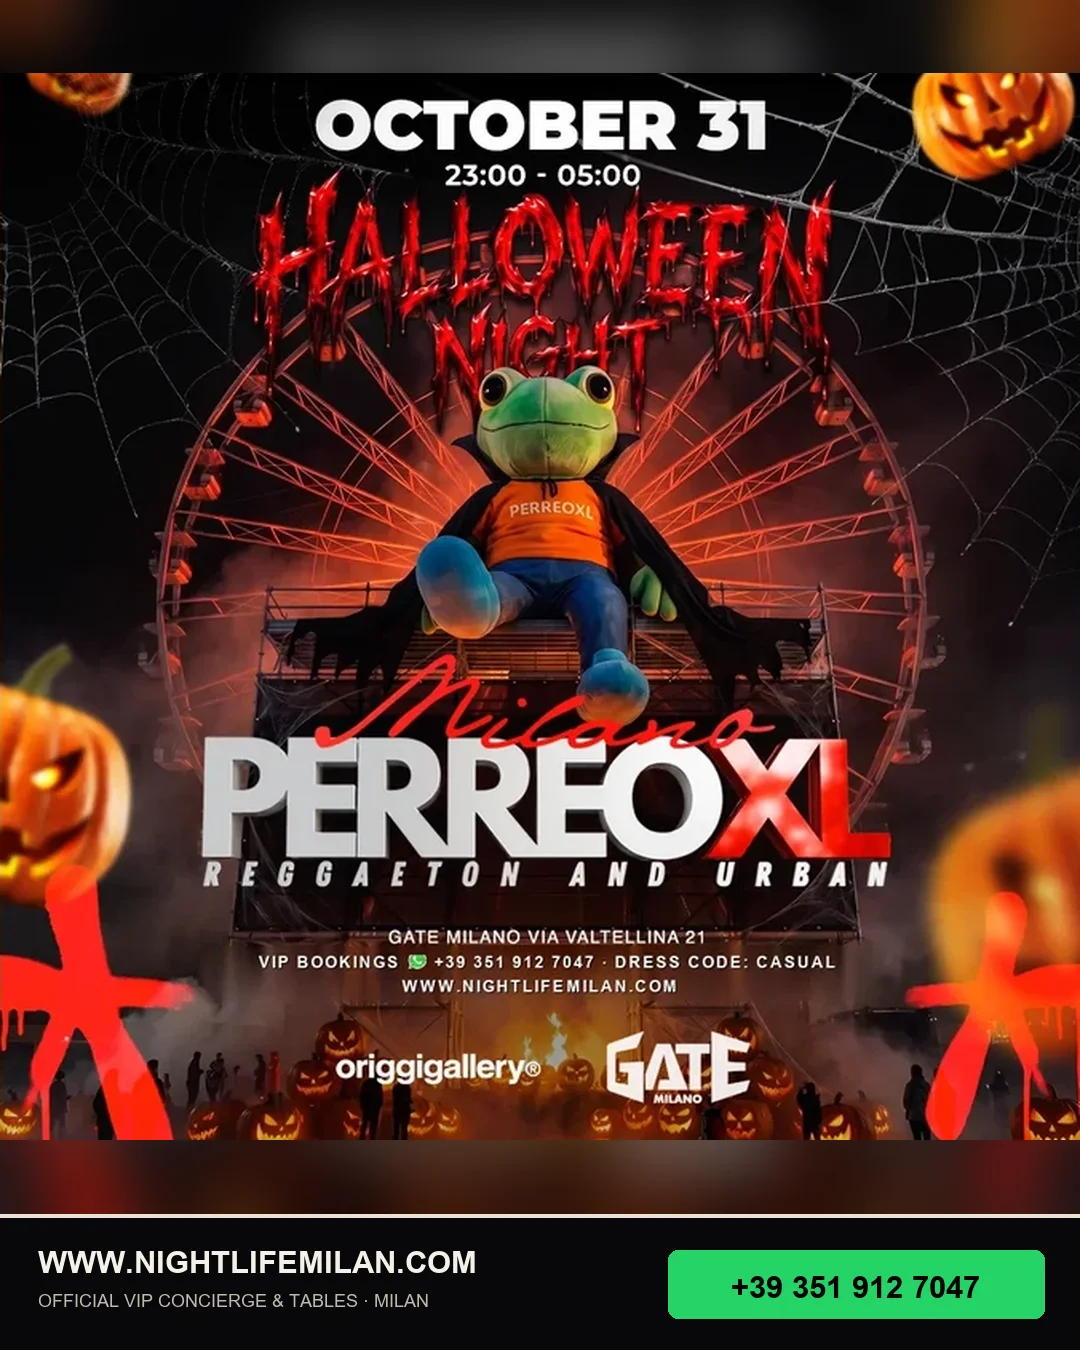 OCTOBER 31
23:00 - 05:00
HALLOWEEN
NIGHT
PERREOXL
Milano
PERREOXL
REGGAETON AND URBAN
GATE MILANO VIA VALTELLINA 21
VIP BOOKINGS +39 351 912 7047 · DRESS CODE: CASUAL
WWW.NIGHTLIFEMILAN.COM
origgigallery®
GATE
MILANO
WWW.NIGHTLIFEMILAN.COM
OFFICIAL VIP CONCIERGE & TABLES · MILAN
+39 351 912 7047